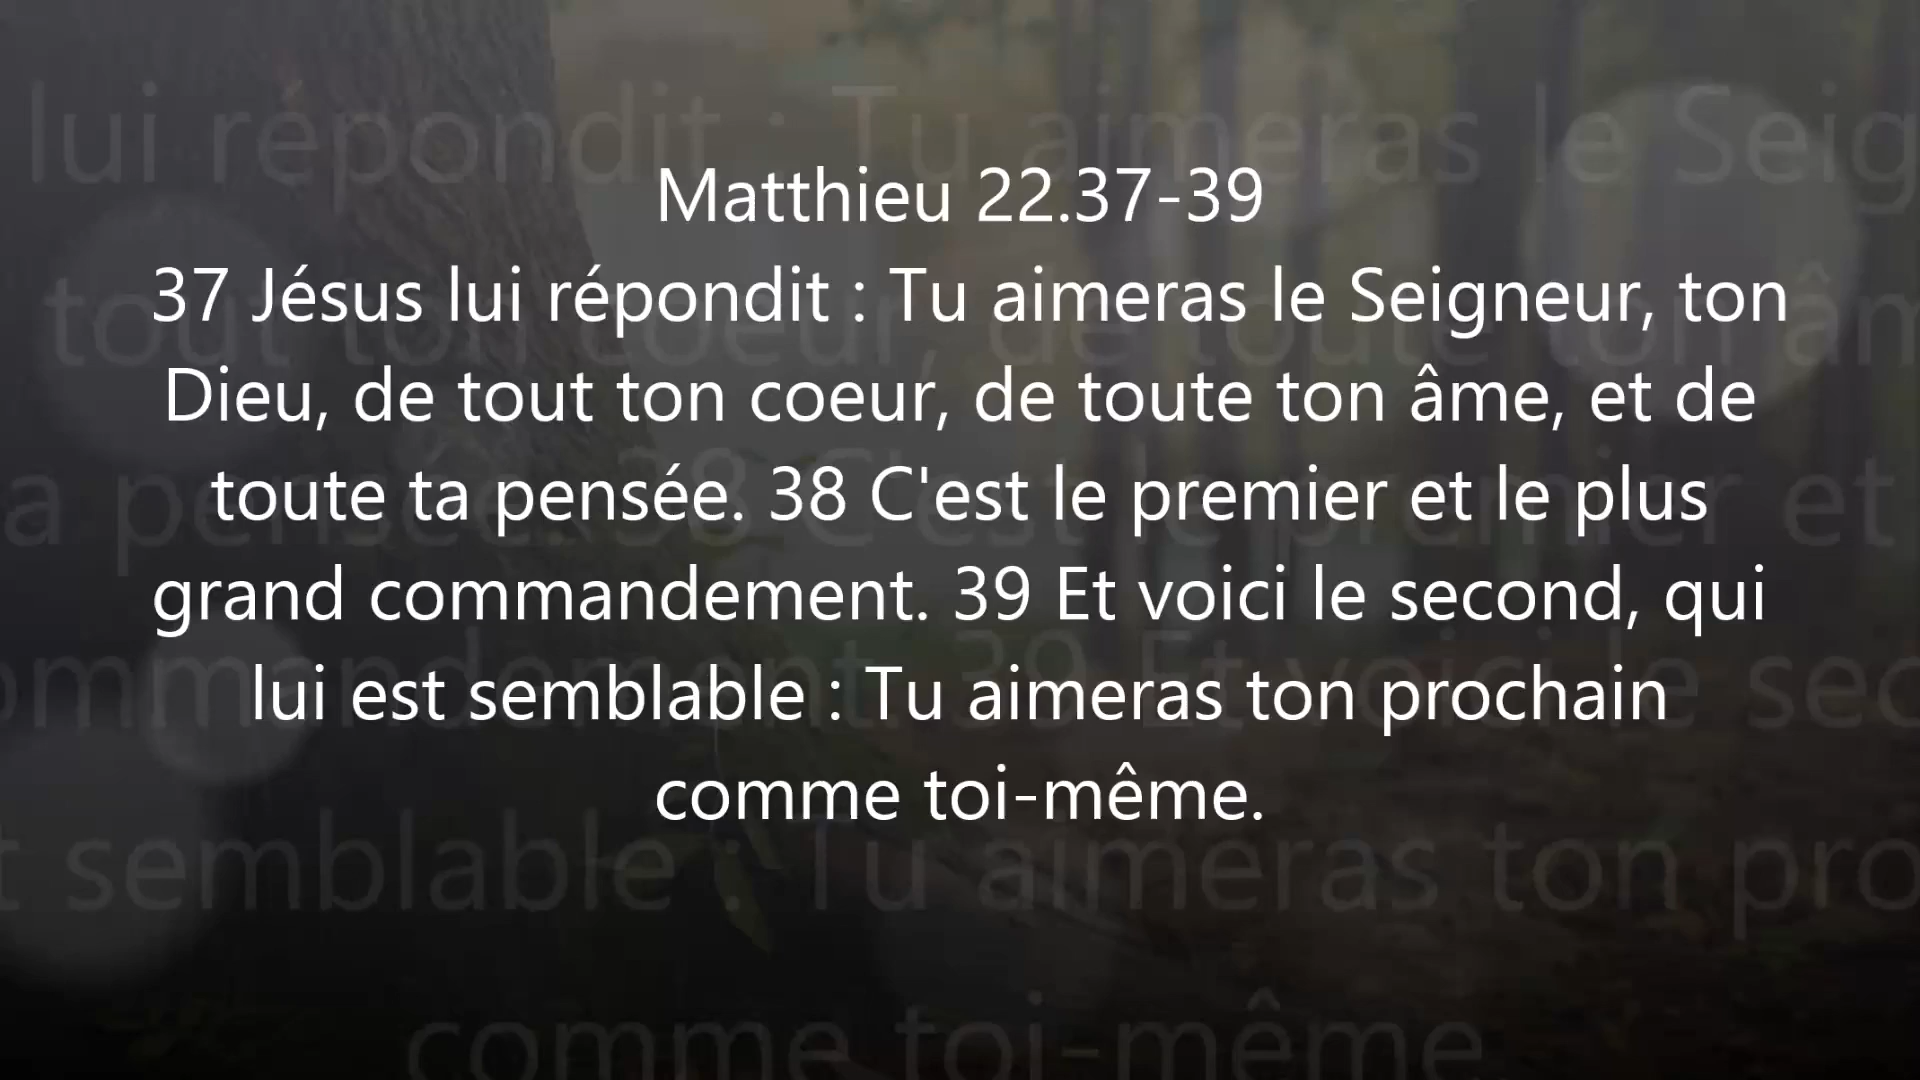 Matthieu 22.37-39
37 Jésus lui répondit : Tu aimeras le Seigneur, ton
Dieu, de tout ton coeur, de toute ton âme, et de
toute ta pensée. 38 C'est le premier et le plus
grand commandement. 39 Et voici le second, qui
lui est semblable : Tu aimeras ton prochain
comme toi-même.